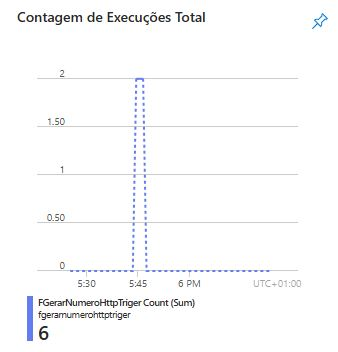 Contagem de Execuções Total
2
1.50
1
0.50
0
5:30 5:45 6 PM UTC+01:00
FGerarNumeroHttpTriger Count (Sum)
fgerarnumerohttptriger
6